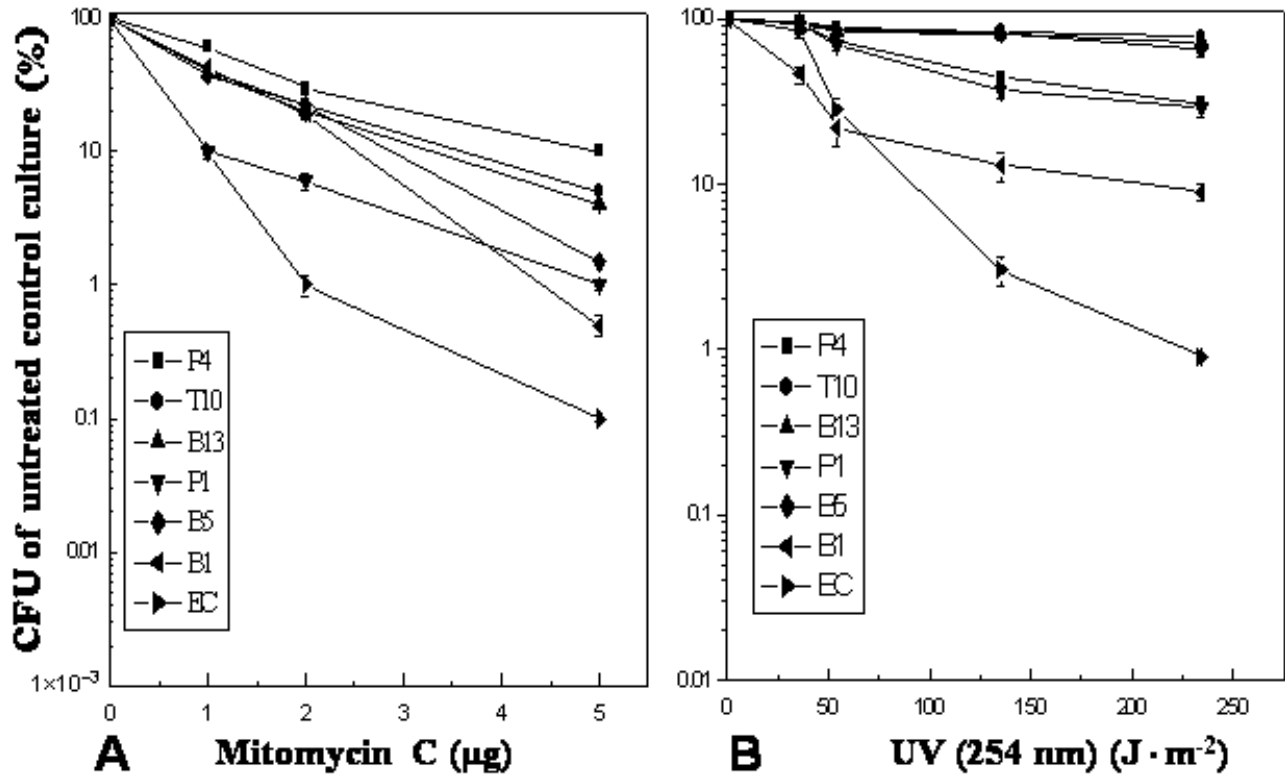 CFU of untreated control culture (%)
100
10
1
0.1
0.01
1×10⁻³
P4
T10
B13
P1
B5
B1
EC
0 1 2 3 4 5
A Mitomycin C (µg)
100
10
1
0.1
0.01
P4
T10
B13
P1
B5
B1
EC
0 50 100 150 200 250
B UV (254 nm) (J · m⁻²)